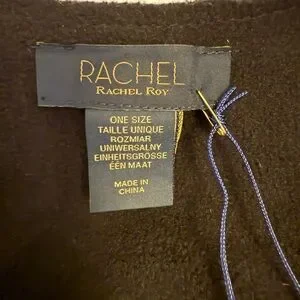 RACHEL
RACHEL ROY
ONE SIZE
TAILLE UNIQUE
ROZMIAR
UNIWERSALNY
EINHEITSGRÖSSE
ÉÉN MAAT
MADE IN
CHINA